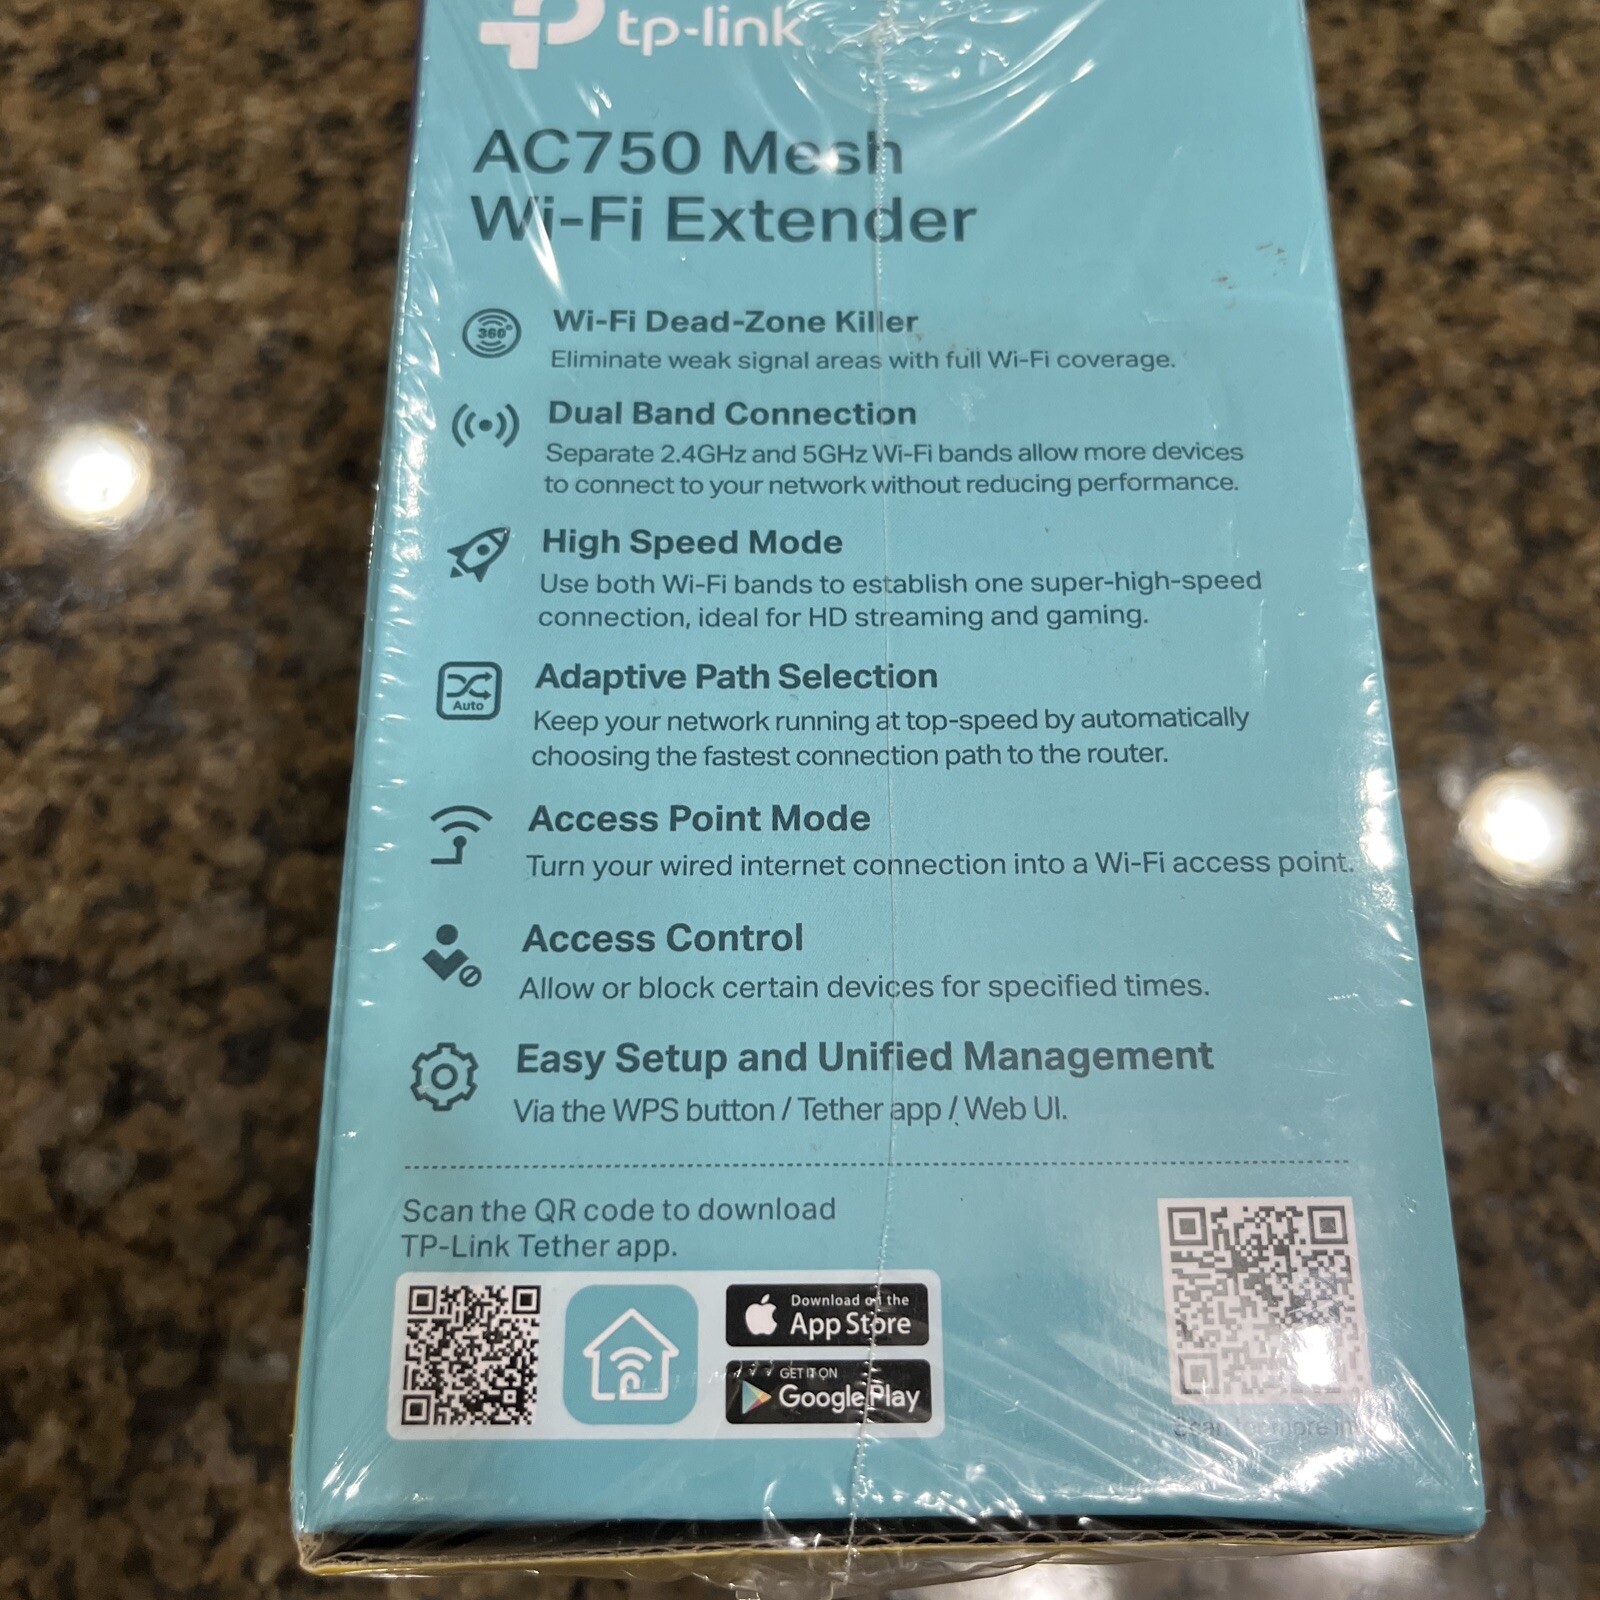 tp-link
AC750 Mesh
Wi-Fi Extender
360°
Wi-Fi Dead-Zone Killer
Eliminate weak signal areas with full Wi-Fi coverage.
Dual Band Connection
Separate 2.4GHz and 5GHz Wi-Fi bands allow more devices
to connect to your network without reducing performance.
High Speed Mode
Use both Wi-Fi bands to establish one super-high-speed
connection, ideal for HD streaming and gaming.
Auto
Adaptive Path Selection
Keep your network running at top-speed by automatically
choosing the fastest connection path to the router.
Access Point Mode
Turn your wired internet connection into a Wi-Fi access point.
Access Control
Allow or block certain devices for specified times.
Easy Setup and Unified Management
Via the WPS button / Tether app / Web UI.
Scan the QR code to download
TP-Link Tether app.
Download on the
App Store
GET IT ON
Google Play
Scan for more